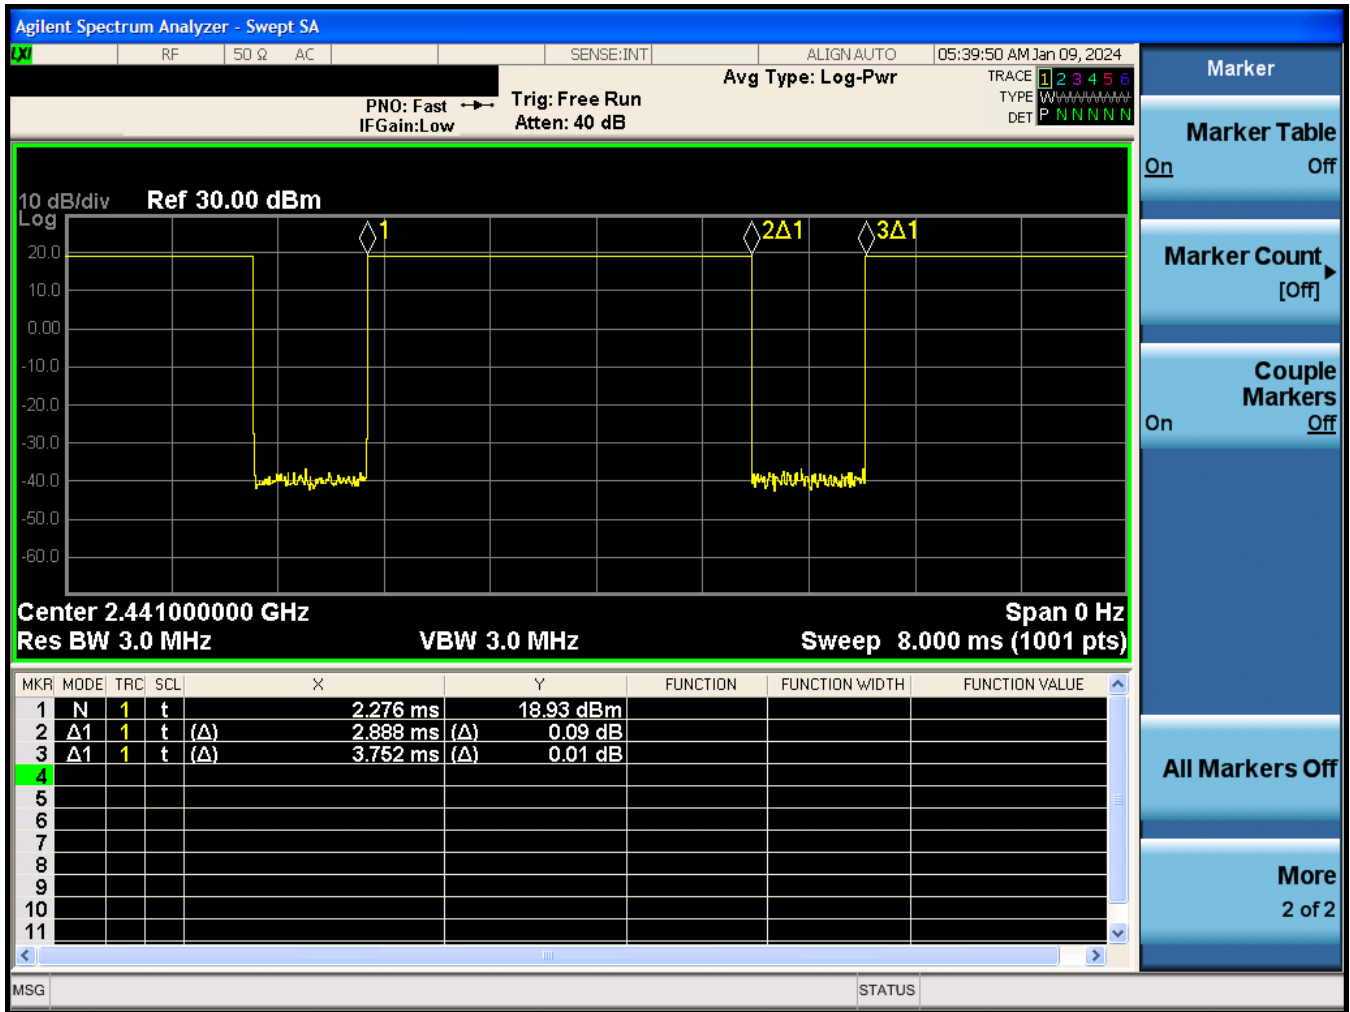 Agilent Spectrum Analyzer - Swept SA
LXI RF 50 Ω AC SENSE:INT ALIGN AUTO 05:39:50 AM Jan 09, 2024
Avg Type: Log-Pwr
TRACE 1 2 3 4 5 6
TYPE W
DET P N N N N N
PNO: Fast
IFGain:Low
Trig: Free Run
Atten: 40 dB
10 dB/div
Log
Ref 30.00 dBm
1 2Δ1 3Δ1
20.0
10.0
0.00
-10.0
-20.0
-30.0
-40.0
-50.0
-60.0
Center 2.441000000 GHz Span 0 Hz
Res BW 3.0 MHz VBW 3.0 MHz Sweep 8.000 ms (1001 pts)
MKR MODE TRC SCL X Y FUNCTION FUNCTION WIDTH FUNCTION VALUE
1 N 1 t 2.276 ms 18.93 dBm
2 Δ1 1 t (Δ) 2.888 ms (Δ) 0.09 dB
3 Δ1 1 t (Δ) 3.752 ms (Δ) 0.01 dB
4
5
6
7
8
9
10
11
MSG STATUS
Marker
Marker Table
On Off
Marker Count
[Off]
Couple
Markers
On Off
All Markers Off
More
2 of 2